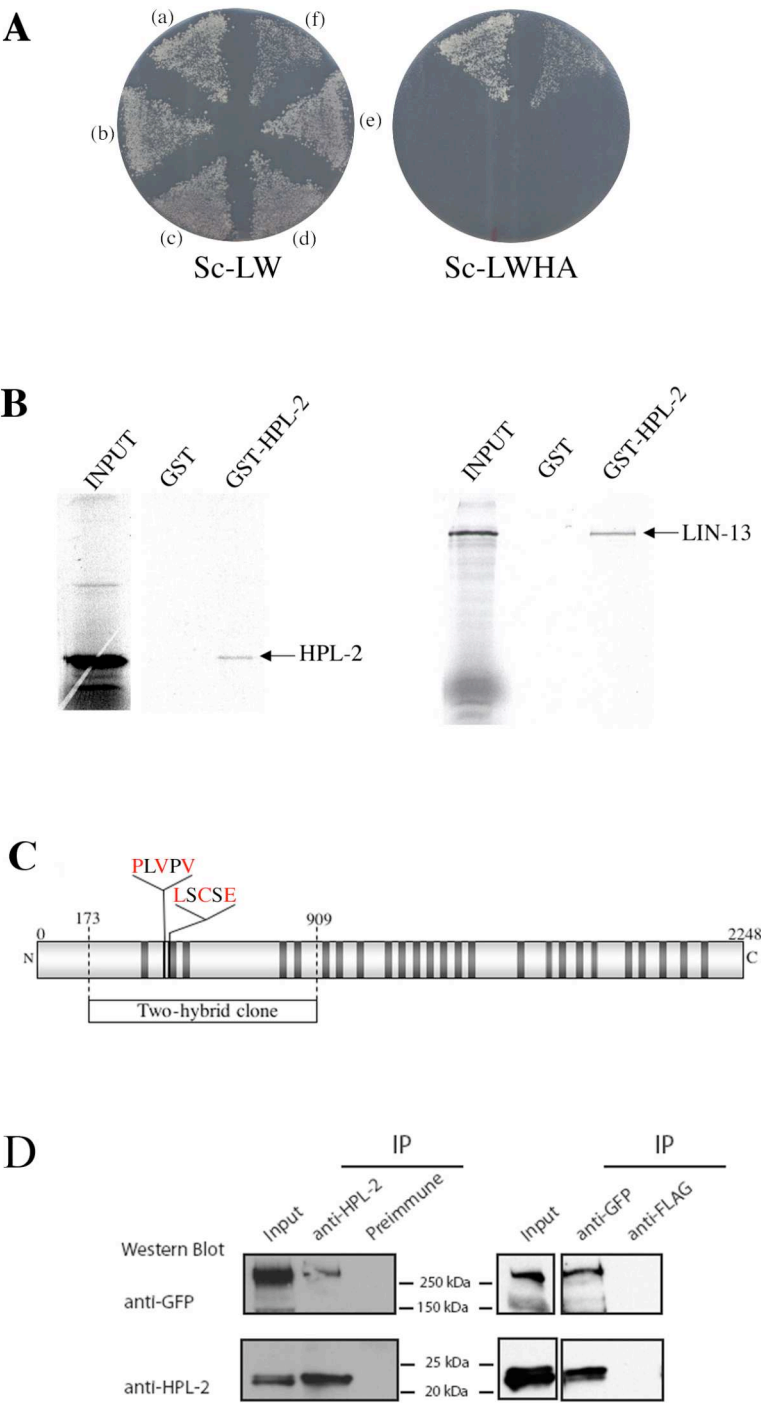 A
(a)
(f)
(b)
(e)
(c)
(d)
Sc-LW
Sc-LWHA
B
INPUT
GST
GST-HPL-2
INPUT
GST
GST-HPL-2
HPL-2
LIN-13
C
PLVPV
LSCSE
0
173
909
2248
N
C
Two-hybrid clone
D
IP
IP
Input
anti-HPL-2
Preimmune
Input
anti-GFP
anti-FLAG
Western Blot
anti-GFP
250 kDa
150 kDa
anti-HPL-2
25 kDa
20 kDa